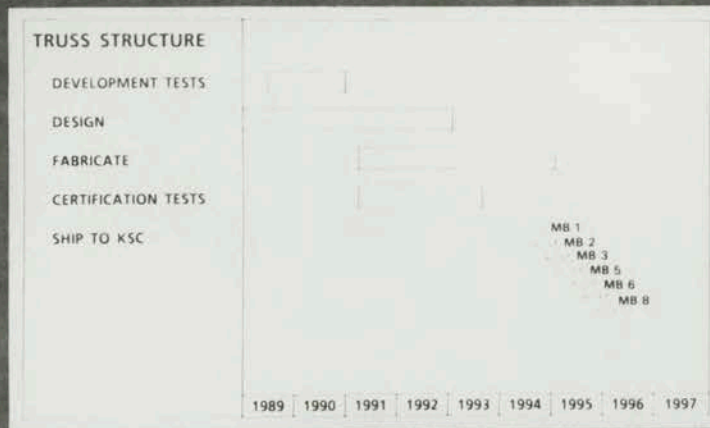 TRUSS STRUCTURE
DEVELOPMENT TESTS
DESIGN
FABRICATE
CERTIFICATION TESTS
SHIP TO KSC
MB 1
MB 2
MB 3
MB 5
MB 6
MB 8
1989 1990 1991 1992 1993 1994 1995 1996 1997